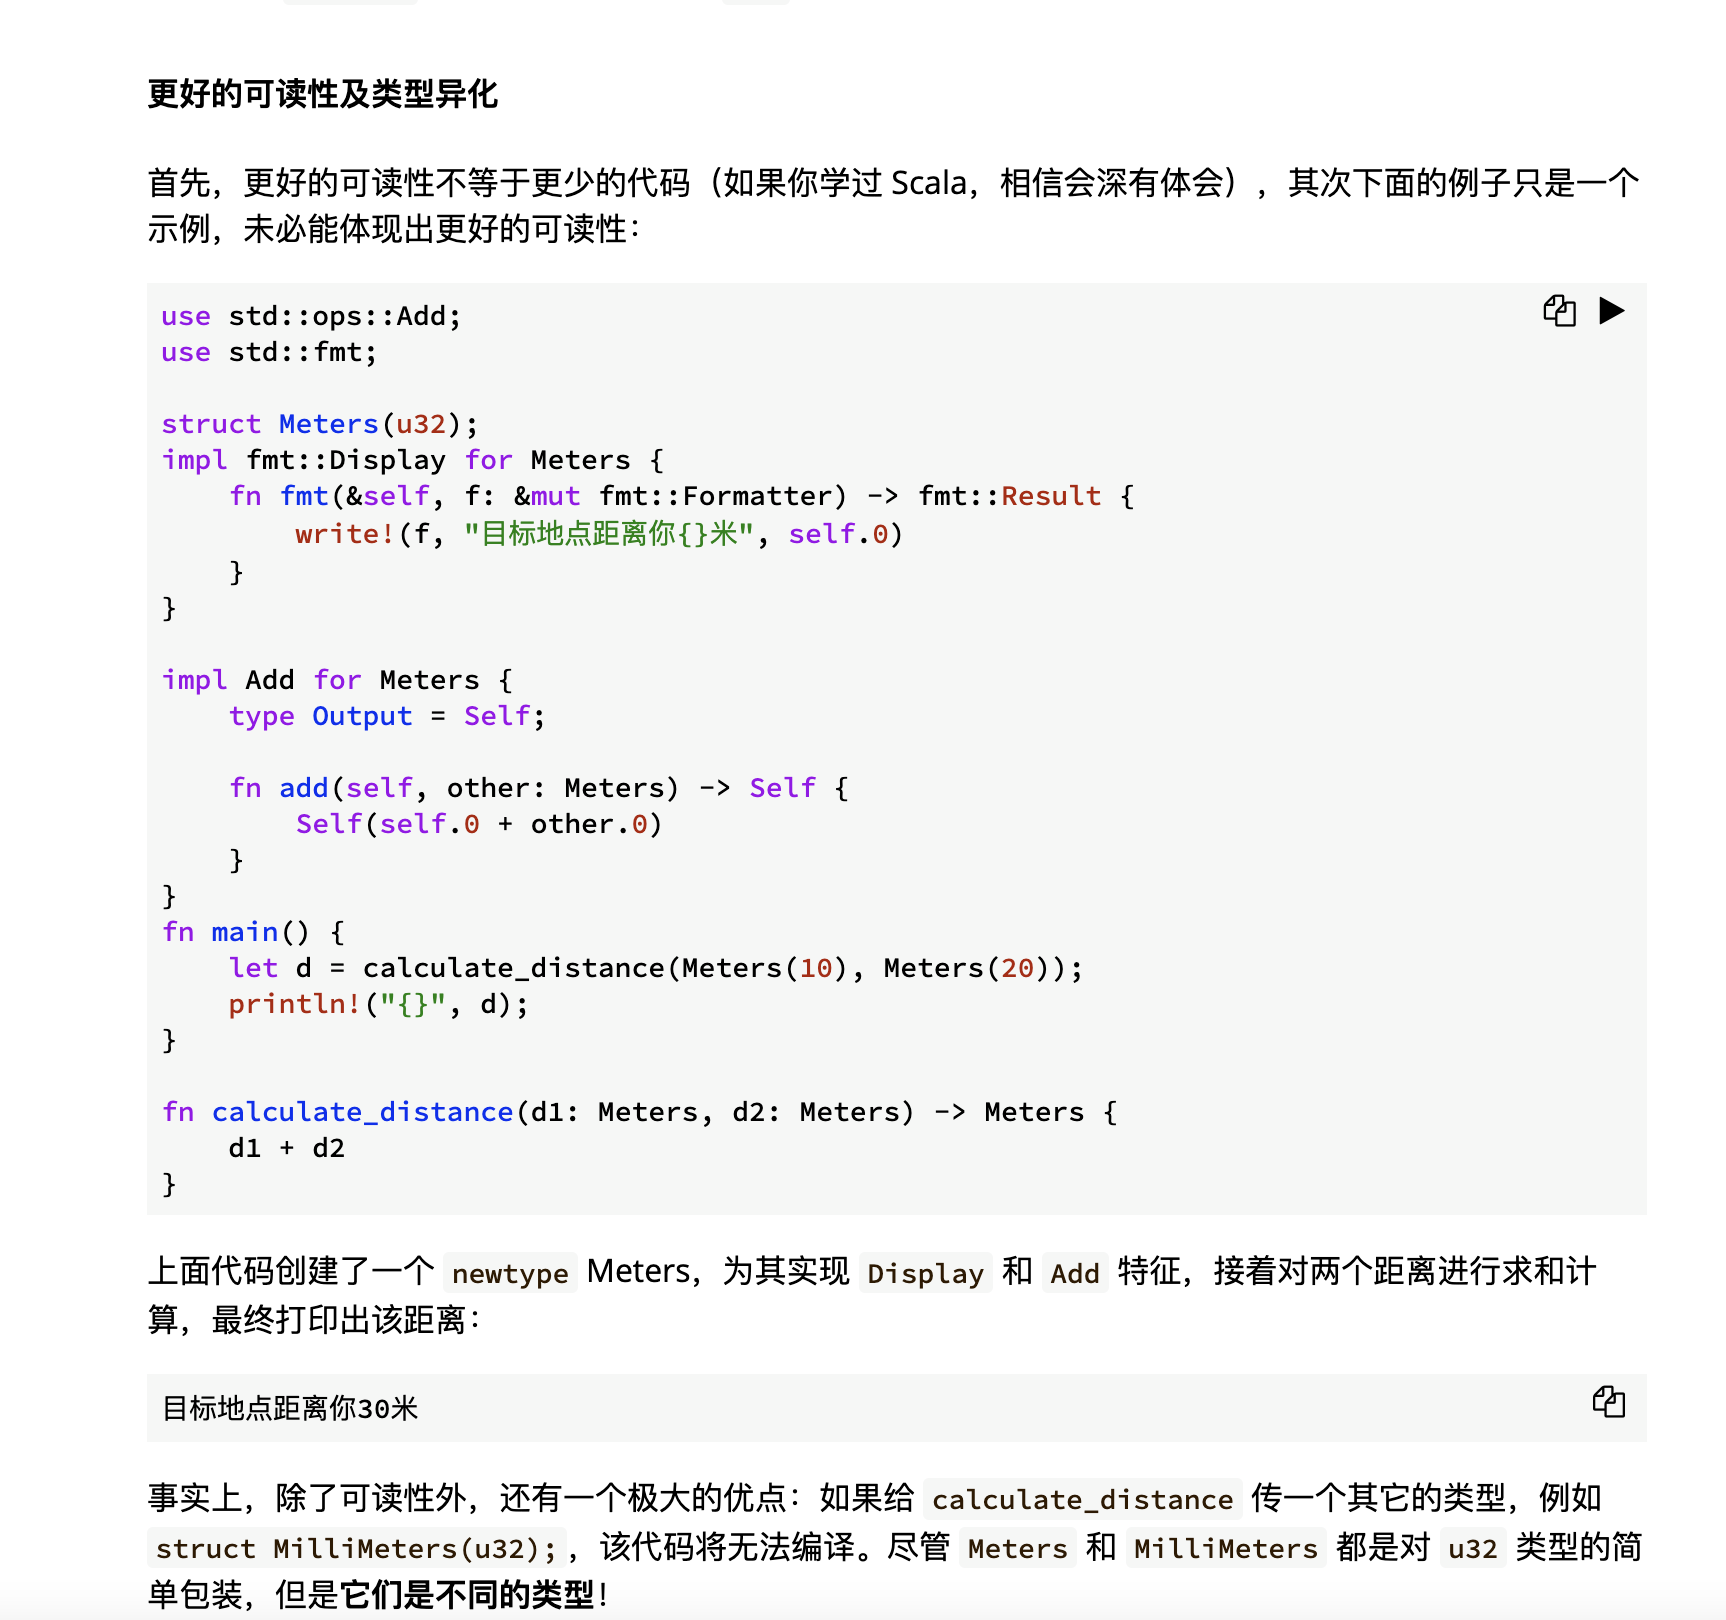 更好的可读性及类型异化
首先，更好的可读性不等于更少的代码（如果你学过 Scala，相信会深有体会），其次下面的例子只是一个
示例，未必能体现出更好的可读性：
use std::ops::Add;
use std::fmt;
struct Meters(u32);
impl fmt::Display for Meters {
    fn fmt(&self, f: &mut fmt::Formatter) -> fmt::Result {
        write!(f, "目标地点距离你{}米", self.0)
    }
}
impl Add for Meters {
    type Output = Self;
    fn add(self, other: Meters) -> Self {
        Self(self.0 + other.0)
    }
}
fn main() {
    let d = calculate_distance(Meters(10), Meters(20));
    println!("{}", d);
}
fn calculate_distance(d1: Meters, d2: Meters) -> Meters {
    d1 + d2
}
上面代码创建了一个 newtype Meters，为其实现 Display 和 Add 特征，接着对两个距离进行求和计
算，最终打印出该距离：
目标地点距离你30米
事实上，除了可读性外，还有一个极大的优点：如果给 calculate_distance 传一个其它的类型，例如
struct MilliMeters(u32);，该代码将无法编译。尽管 Meters 和 MilliMeters 都是对 u32 类型的简
单包装，但是它们是不同的类型！